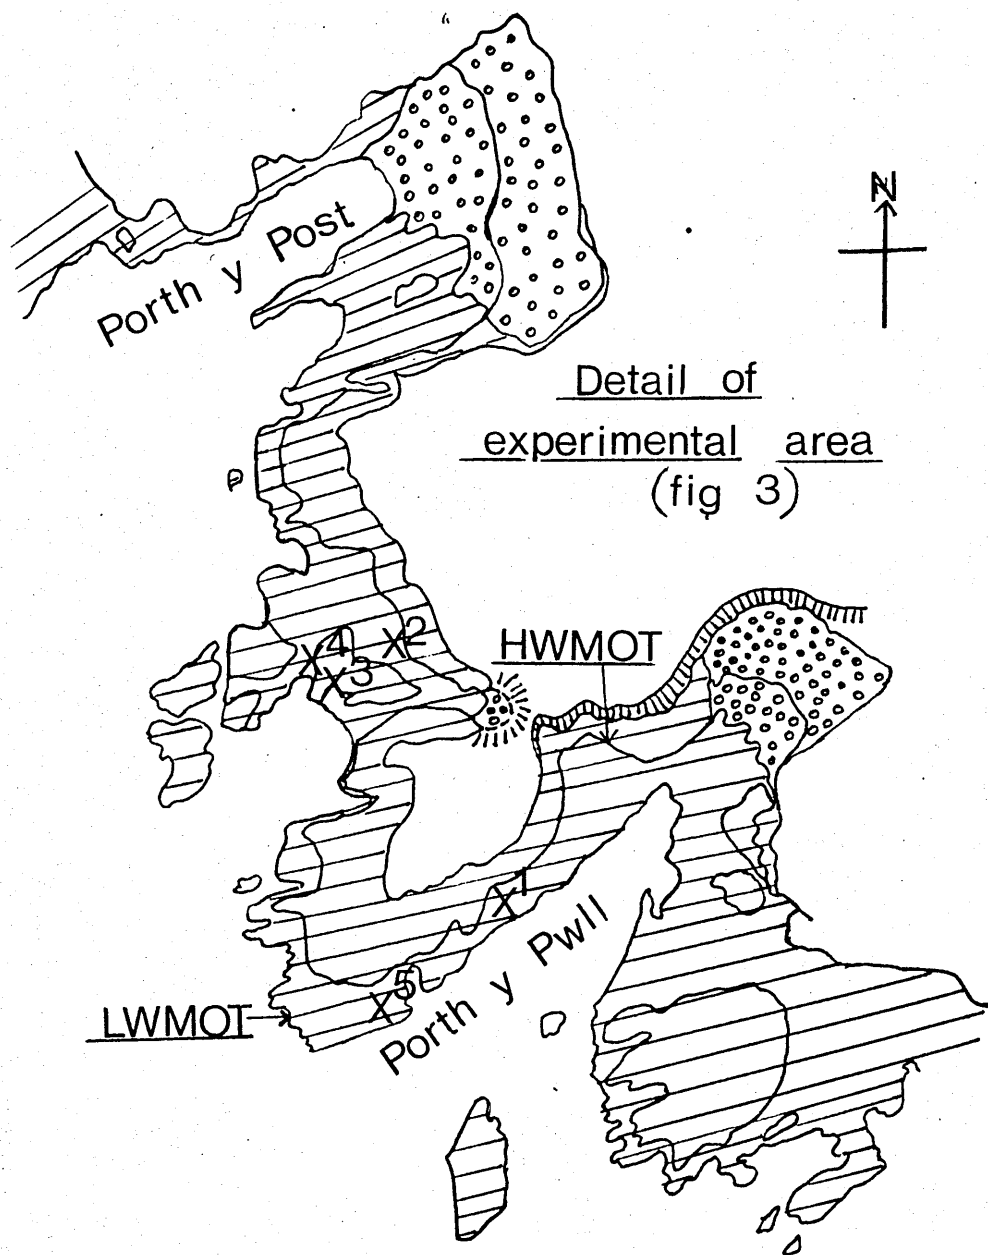 N
Porth y Post
Detail of
experimental area
(fig 3)
X4
X2
X3
HWMOT
X1
X5
LWMOT
Porth y Pwll